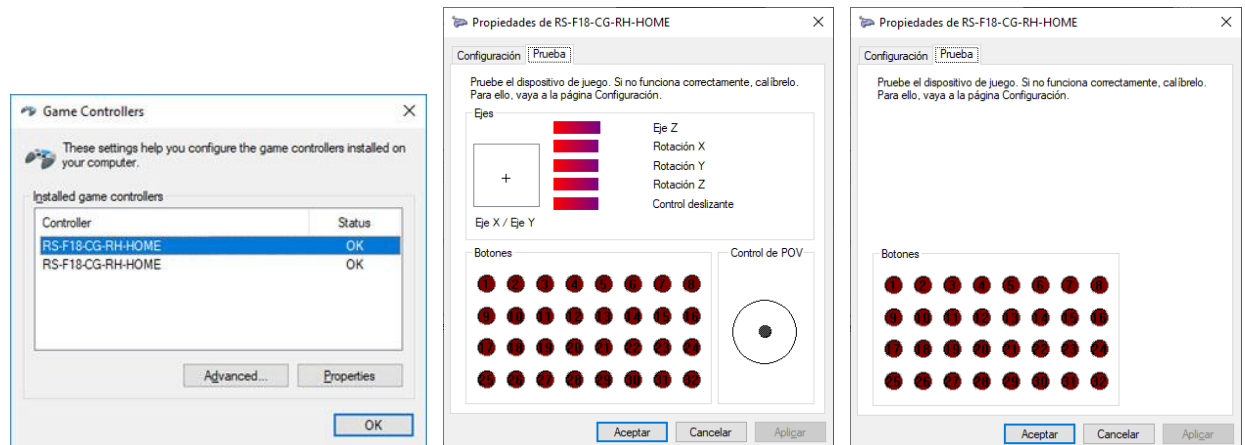 Game Controllers
These settings help you configure the game controllers installed on
your computer.
Installed game controllers
Controller Status
RS-F18-CG-RH-HOME OK
RS-F18-CG-RH-HOME OK
Advanced... Properties
OK
Propiedades de RS-F18-CG-RH-HOME
Configuración Prueba
Pruebe el dispositivo de juego. Si no funciona correctamente, calíbrelo.
Para ello, vaya a la página Configuración.
Ejes
Eje Z
Rotación X
Rotación Y
Rotación Z
Control deslizante
Eje X / Eje Y
Botones Control de POV
1 2 3 4 5 6 7 8
9 10 11 12 13 14 15 16
17 18 19 20 21 22 23 24
25 26 27 28 29 30 31 32
Aceptar Cancelar Aplicar
Propiedades de RS-F18-CG-RH-HOME
Configuración Prueba
Pruebe el dispositivo de juego. Si no funciona correctamente, calíbrelo.
Para ello, vaya a la página Configuración.
Botones
1 2 3 4 5 6 7 8
9 10 11 12 13 14 15 16
17 18 19 20 21 22 23 24
25 26 27 28 29 30 31 32
Aceptar Cancelar Aplicar